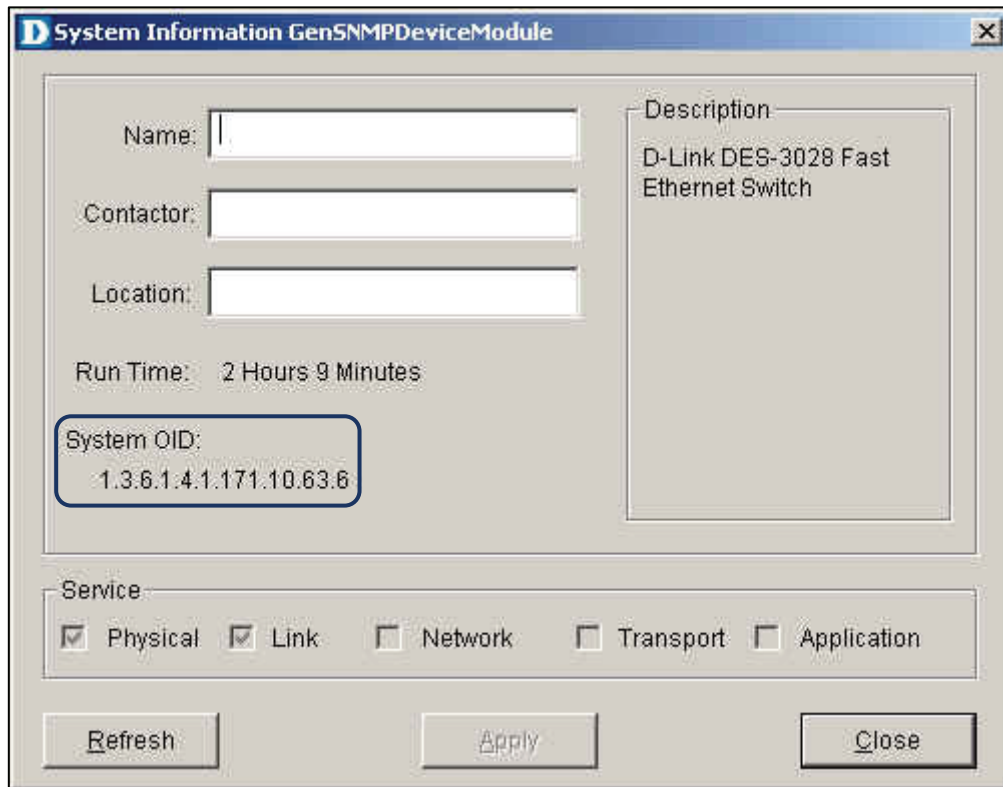 D System Information GenSNMPDeviceModule
Name:
Contactor:
Location:
Run Time: 2 Hours 9 Minutes
System OID:
1.3.6.1.4.1.171.10.63.6
Description
D-Link DES-3028 Fast
Ethernet Switch
Service
Physical Link Network Transport Application
Refresh Apply Close